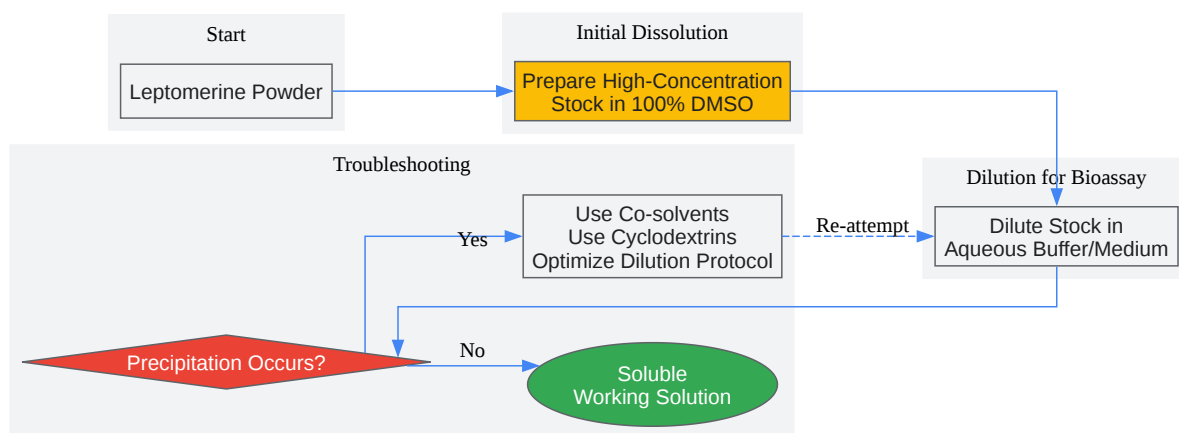 Start
Leptomerine Powder
Initial Dissolution
Prepare High-Concentration
Stock in 100% DMSO
Troubleshooting
Dilution for Bioassay
Yes
Use Co-solvents
Use Cyclodextrins
Optimize Dilution Protocol
Re-attempt
Dilute Stock in
Aqueous Buffer/Medium
Precipitation Occurs?
No
Soluble
Working Solution